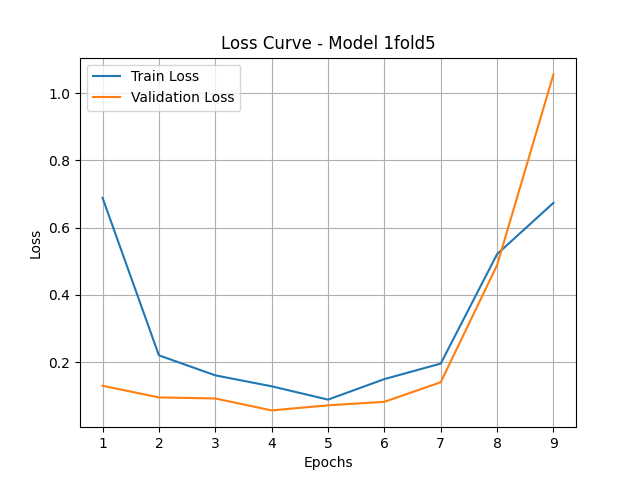 Loss Curve - Model 1fold5
Train Loss
Validation Loss
1.0
0.8
0.6
0.4
0.2
Loss
1 2 3 4 5 6 7 8 9
Epochs